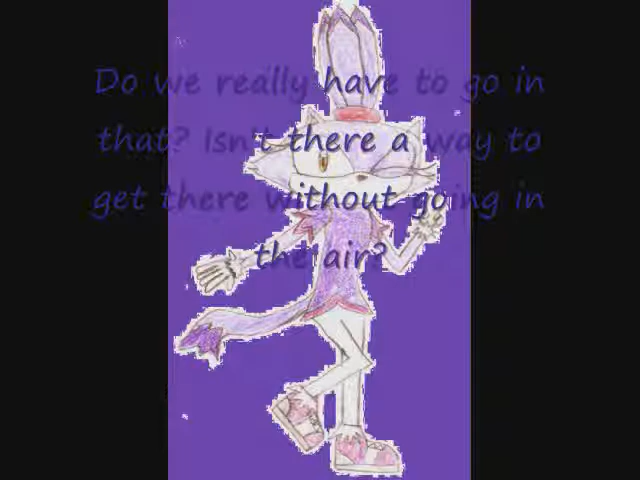 Do we really have to go in
that? Isn't there a way to
get there without going in
the air?